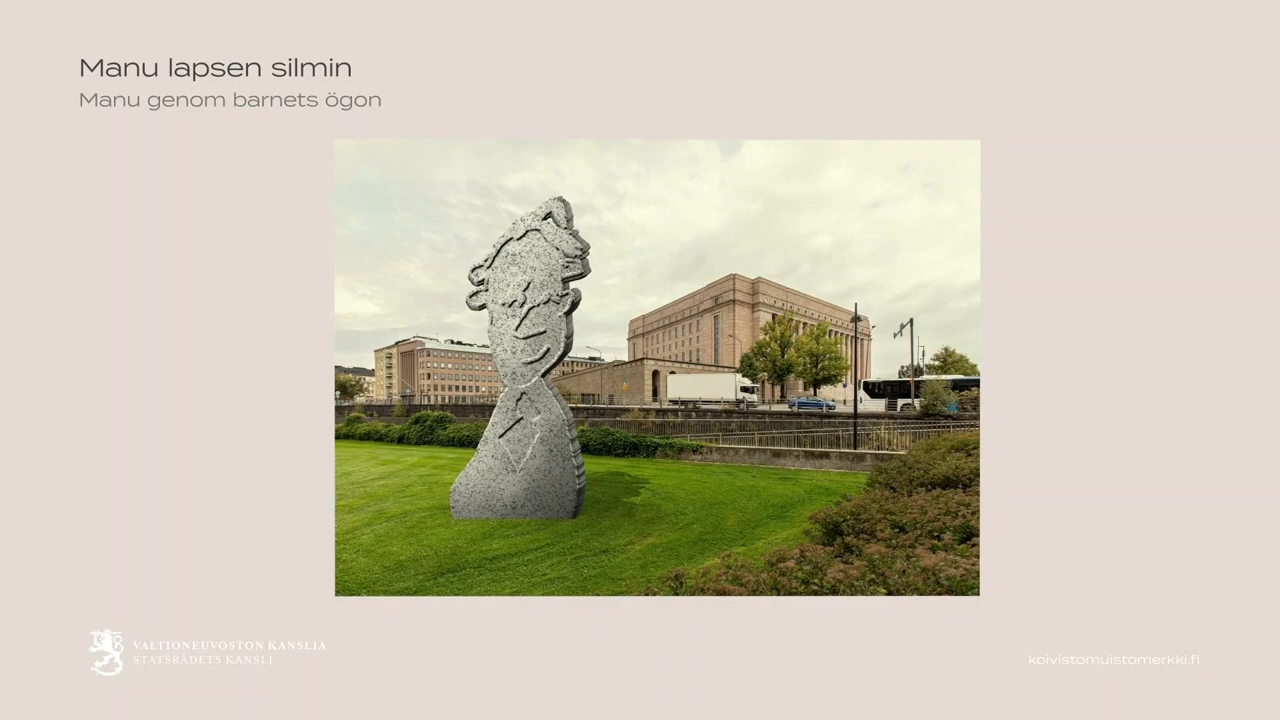 Manu lapsen silmin
Manu genom barnets ögon
VALTIONEUVOSTON KANSLIA
STATSRÅDETS KANSLI
koivistomuistomerkki.fi